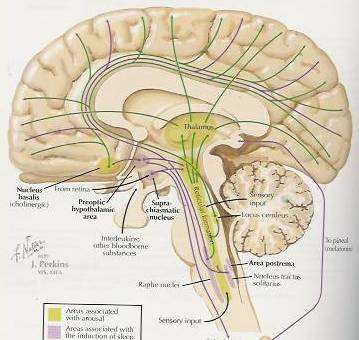 Thalamus
Nucleus
basalis
(cholinergic)
From retina
Preoptic
hypothalamic
area
Supra-
chiasmatic
nucleus
Interleukins;
other bloodborne
substances
Reticular formation
Sensory
input
Locus ceruleus
To pineal
(melatonin)
Area postrema
Nucleus tractus
solitarius
Raphe nuclei
Sensory input
F. Netter
M.D.
J. Perkins
MS, MFA
Areas associated
with arousal
Areas associated with
the induction of sleep